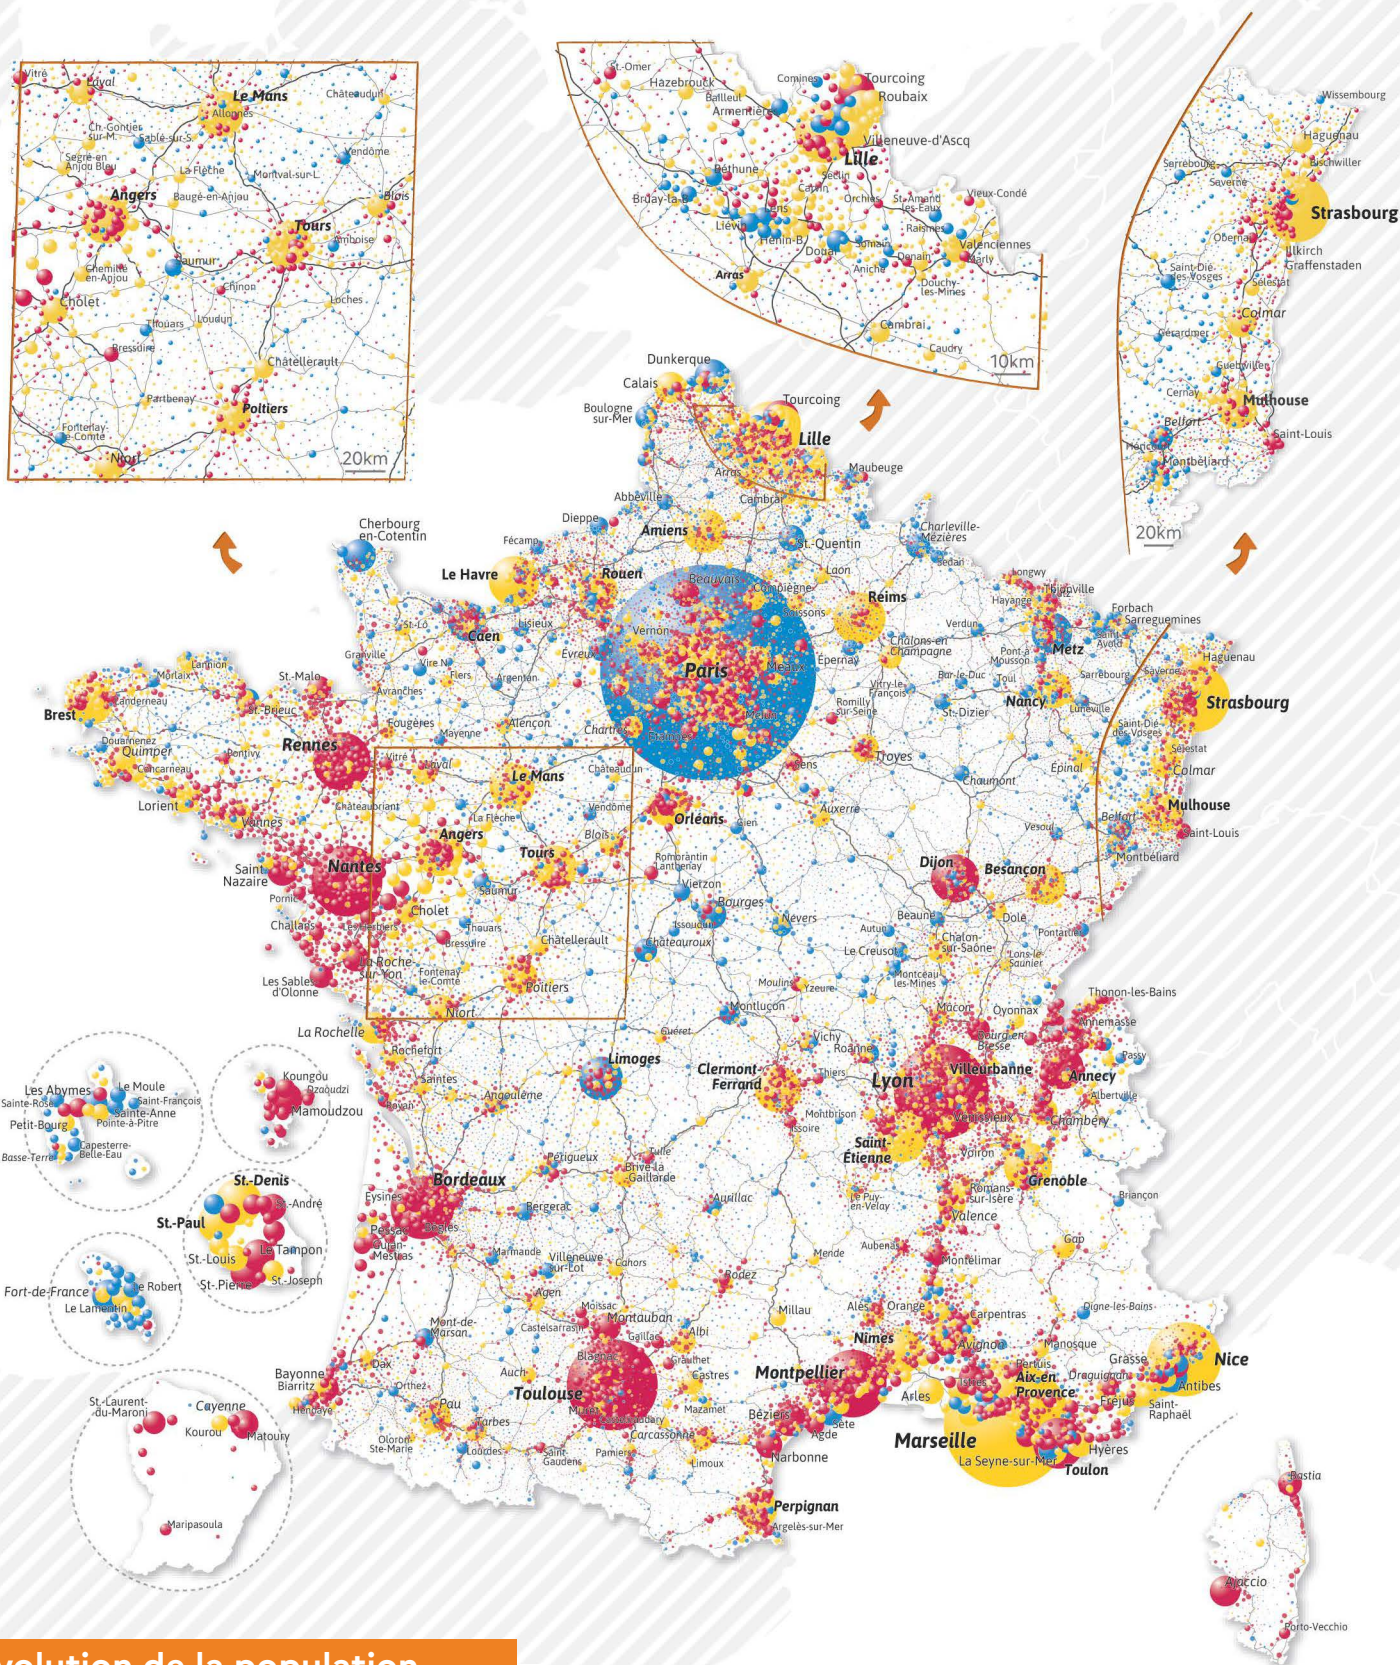 Vitré
Laval
Le Mans
Allonnes
Châteaudun
Ch.-Gontier-
sur-M.
Sablé-sur-S.
Vendôme
Segré-en
Anjou Bleu
La Flèche
Montval-sur-L.
Angers
Baugé-en-Anjou
Blois
Tours
Amboise
Saumur
Chemillé
en-Anjou
Chinon
Cholet
Loches
Thouars
Loudun
Bressuire
Châtellerault
Parthenay
Poitiers
Fontenay
le-Comte
Niort
20km
St.-Omer
Hazebrouck
Bailleul
Armentières
Comines
Tourcoing
Roubaix
Villeneuve-d'Ascq
Lille
Béthune
Seclin
Carvin
Bruay-la-B
Orchies
St.-Amand
les-Eaux
Vieux-Condé
Lens
Liévin
Raismes
Hénin-B.
Douai
Somain
Denain
Valenciennes
Marly
Aniche
Arras
Douchy-
les-Mines
Cambrai
Caudry
10km
Wissembourg
Haguenau
Bischwiller
Sarrebourg
Saverne
Strasbourg
Obernai
Illkirch
Graffenstaden
Saint-Dié-
des-Vosges
Sélestat
Colmar
Gérardmer
Guebwiller
Cernay
Mulhouse
Belfort
Saint-Louis
Héricourt
Montbéliard
20km
Dunkerque
Calais
Boulogne
sur-Mer
Tourcoing
Lille
Arras
Maubeuge
Cambrai
Abbeville
Dieppe
Amiens
St.-Quentin
Charleville-
Mézières
Sedan
Cherbourg
en-Cotentin
Fécamp
Le Havre
Rouen
Beauvais
Compiègne
Laon
Soissons
Reims
Longwy
Thionville
Hayange
Forbach
Sarreguemines
Saint-
Avold
St-Lô
Caen
Lisieux
Vernon
Évreux
Paris
Meaux
Épernay
Châlons-en
Champagne
Verdun
Metz
Pont-à
Mousson
Granville
Vire N.
Flers
Argentan
Sarrebourg
Saverne
Haguenau
Strasbourg
Lannion
Morlaix
St.-Malo
Avranches
Bar-le-Duc
Toul
Vitry-le-
François
Nancy
Lunéville
Brest
Landerneau
St.-Brieuc
Fougères
Alençon
Chartres
Étampes
Melun
Romilly
sur-Seine
St.-Dizier
Saint-Dié
des-Vosges
Douarnenez
Quimper
Concarneau
Pontivy
Rennes
Mayenne
Vitré
Laval
Le Mans
Châteaudun
Sens
Troyes
Chaumont
Épinal
Sélestat
Colmar
Lorient
Vannes
Châteaubriant
La Flèche
Vendôme
Orléans
Gien
Auxerre
Vesoul
Belfort
Mulhouse
Saint-Louis
Montbéliard
Angers
Tours
Blois
Saint
Nazaire
Nantes
Romorantin
Lanthenay
Dijon
Besançon
Pornic
Saumur
Vierzon
Bourges
Cholet
Challans
Les Herbiers
Thouars
Bressuire
Issoudun
Nevers
Beaune
Autun
Dole
Pontarlier
Châtellerault
Châteauroux
Le Creusot
Chalon-
sur-Saône
Lons-le-
Saunier
La Roche-
sur-Yon
Les Sables
d'Olonne
Fontenay
le-Comte
Poitiers
Montceau
les-Mines
Moulins
Yzeure
Niort
Montluçon
Mâcon
Oyonnax
Thonon-les-Bains
La Rochelle
Guéret
Bourg-en-
Bresse
Annemasse
Rochefort
Limoges
Vichy
Roanne
Passy
Saintes
Clermont-
Ferrand
Thiers
Lyon
Villeurbanne
Annecy
Royan
Angoulême
Albertville
Montbrison
Vénissieux
Chambéry
Issoire
Saint-
Étienne
Voiron
Périgueux
Tulle
Brive-la
Gaillarde
Grenoble
Bordeaux
Eysines
Pessac
Bègles
Gujan-
Mestras
Bergerac
Aurillac
Le Puy-
en-Velay
Romans-
sur-Isère
Valence
Briançon
Marmande
Villeneuve
sur-Lot
Cahors
Mende
Aubenas
Montélimar
Gap
Agen
Rodez
Moissac
Castelsarrasin
Montauban
Gaillac
Albi
Millau
Alès
Orange
Carpentras
Digne-les-Bains
Mont-de-
Marsan
Nîmes
Avignon
Manosque
Bayonne
Biarritz
Dax
Orthez
Auch
Blagnac
Toulouse
Graulhet
Castres
Montpellier
Pertuis
Aix-en
Provence
Istres
Grasse
Draguignan
Nice
Antibes
Fréjus
Saint-
Raphaël
Hendaye
Pau
Tarbes
Muret
Castelnaudary
Mazamet
Béziers
Sète
Agde
Arles
Marseille
La Seyne-sur-Mer
Hyères
Toulon
Oloron
Ste-Marie
Lourdes
Saint-
Gaudens
Pamiers
Carcassonne
Limoux
Narbonne
Perpignan
Argelès-sur-Mer
Bastia
Ajaccio
Porto-Vecchio
Les Abymes
Le Moule
Sainte-Rose
Saint-François
Sainte-Anne
Pointe-à-Pitre
Petit-Bourg
Capesterre-
Belle-Eau
Basse-Terre
Koungou
Dzaoudzi
Mamoudzou
St.-Denis
St.-André
St.-Paul
St.-Louis
Le Tampon
St-.Pierre
St.-Joseph
Fort-de-France
Le Robert
Le Lamentin
St-Laurent-
du-Maroni
Cayenne
Kourou
Matoury
Maripasoula
volution de la population